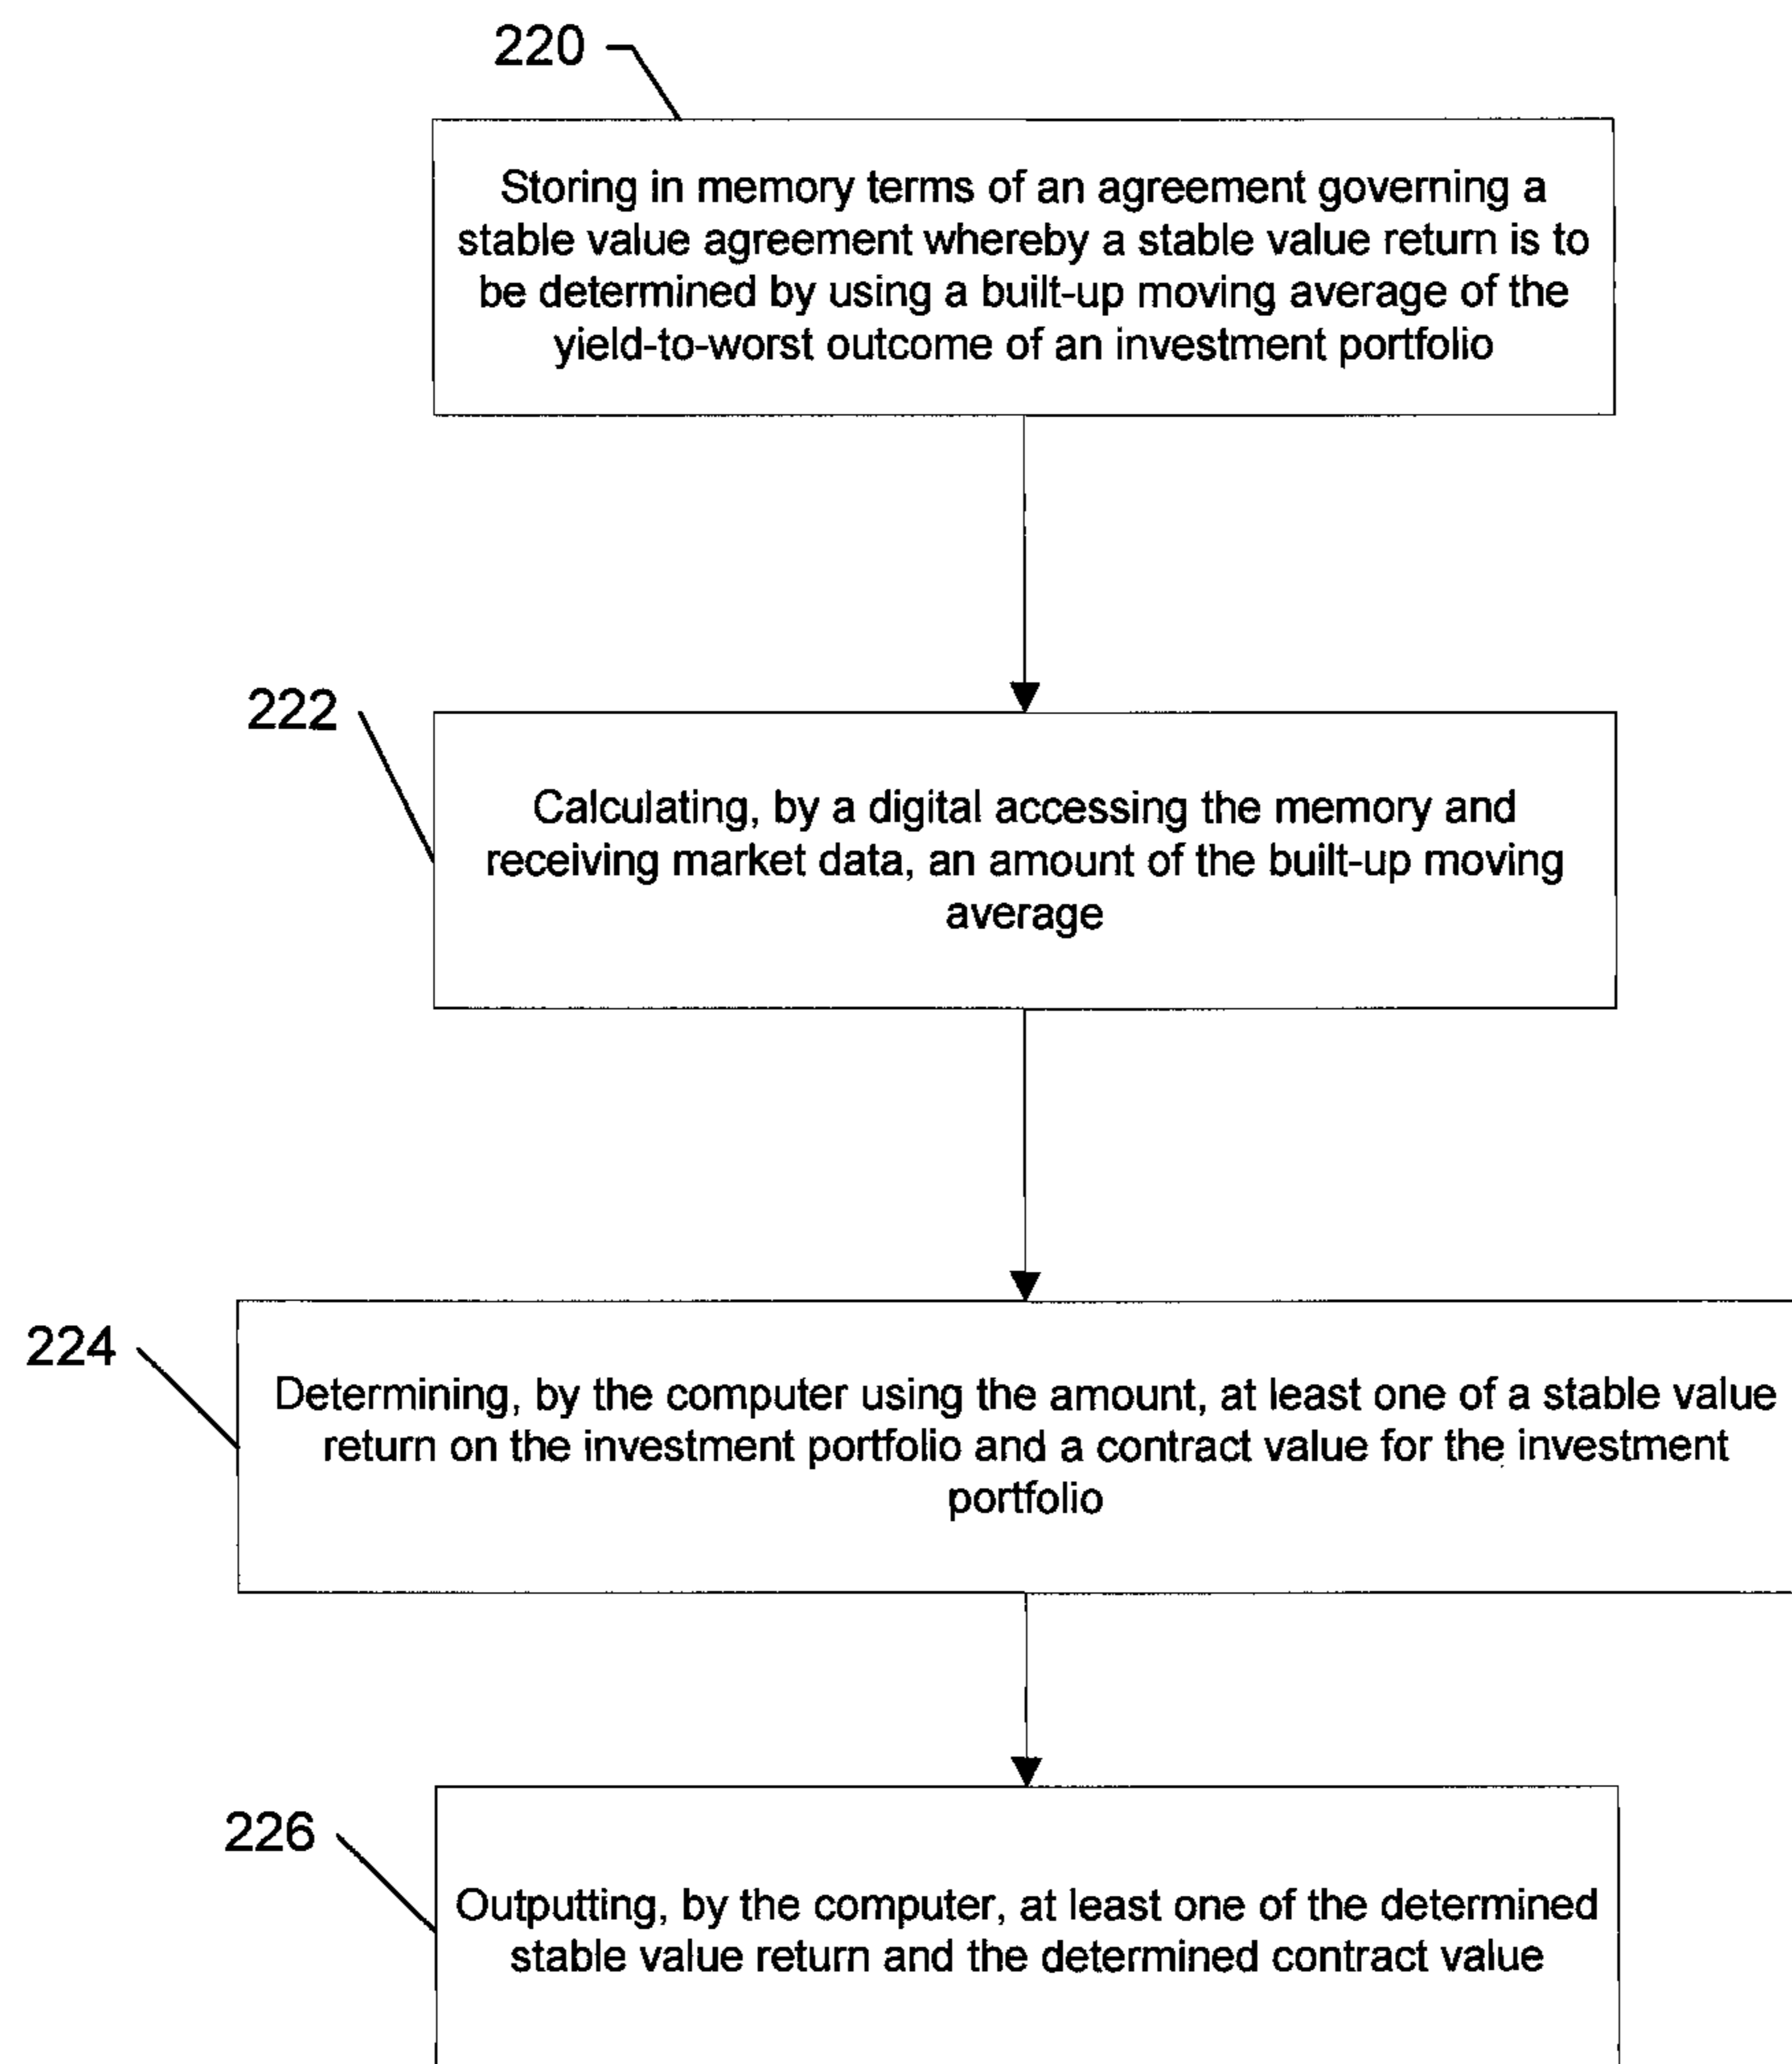 220
Storing in memory terms of an agreement governing a
stable value agreement whereby a stable value return is to
be determined by using a built-up moving average of the
yield-to-worst outcome of an investment portfolio
222
Calculating, by a digital accessing the memory and
receiving market data, an amount of the built-up moving
average
224
Determining, by the computer using the amount, at least one of a stable value
return on the investment portfolio and a contract value for the investment
portfolio
226
Outputting, by the computer, at least one of the determined
stable value return and the determined contract value